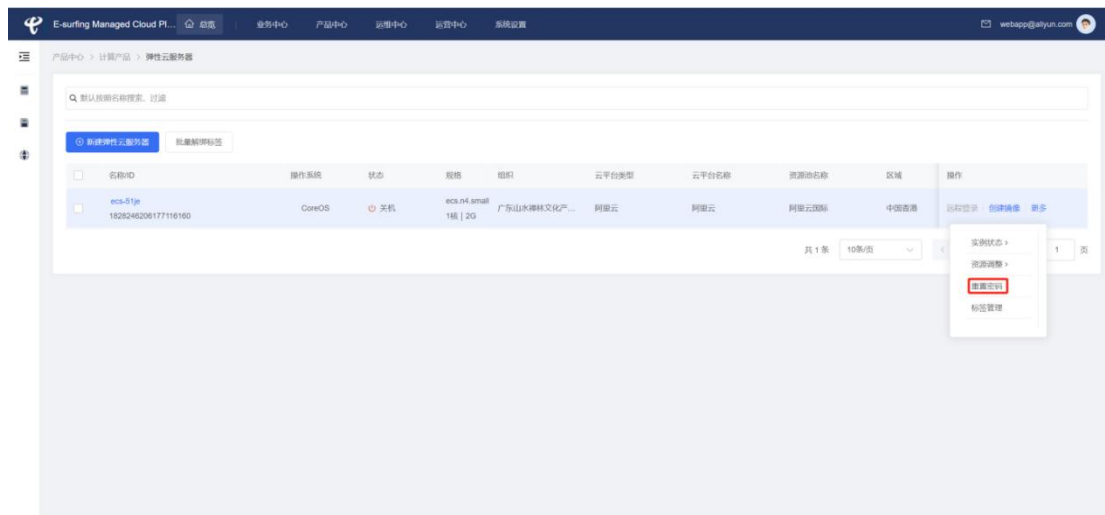 E-surfing Managed Cloud Pl... 总览 业务中心 产品中心 运维中心 运营中心 系统设置 webapp@aliyun.com
产品中心 > 计算产品 > 弹性云服务器
默认按照名称搜索、过滤
新建弹性云服务器 批量解绑标签
名称/ID 操作系统 状态 规格 组织 云平台类型 云平台名称 资源池名称 区域 操作
ecs-51je CoreOS 关机 ecs.n4.small 广东山水禅林文化产... 阿里云 阿里云 阿里云国际 中国香港 远程登录 创建镜像 更多
1828246206177116160 1核 | 2G
共 1 条 10条/页 1 页
实例状态 >
资源调整 >
重置密码
标签管理